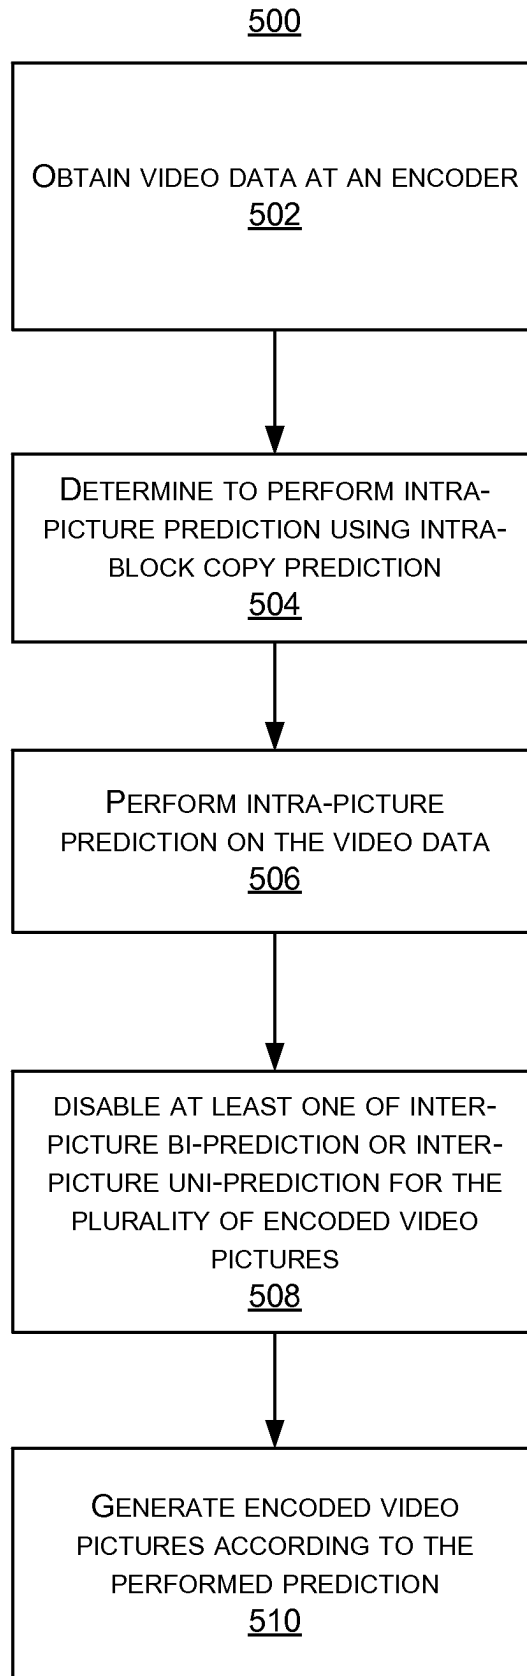 500
OBTAIN VIDEO DATA AT AN ENCODER
502
DETERMINE TO PERFORM INTRA-
PICTURE PREDICTION USING INTRA-
BLOCK COPY PREDICTION
504
PERFORM INTRA-PICTURE
PREDICTION ON THE VIDEO DATA
506
DISABLE AT LEAST ONE OF INTER-
PICTURE BI-PREDICTION OR INTER-
PICTURE UNI-PREDICTION FOR THE
PLURALITY OF ENCODED VIDEO
PICTURES
508
GENERATE ENCODED VIDEO
PICTURES ACCORDING TO THE
PERFORMED PREDICTION
510